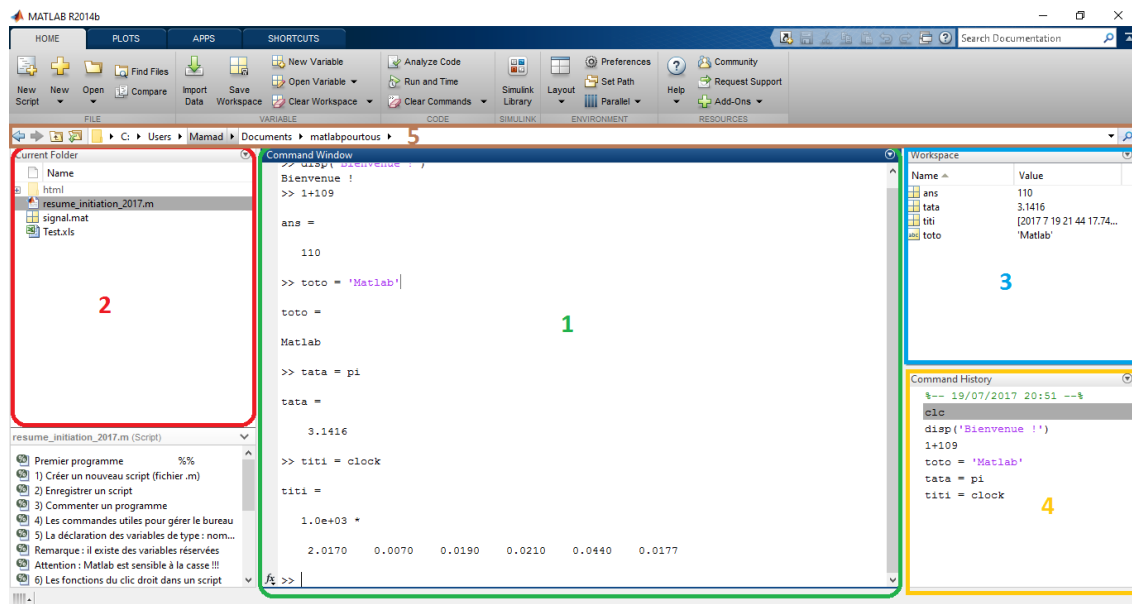 MATLAB R2014b
HOME PLOTS APPS SHORTCUTS Search Documentation
New Script New Open Find Files Compare Import Data Save Workspace New Variable Open Variable Clear Workspace Analyze Code Run and Time Clear Commands Simulink Library Layout Preferences Set Path Parallel Help Community Request Support Add-Ons
FILE VARIABLE CODE SIMULINK ENVIRONMENT RESOURCES
C: Users Mamad Documents matlabpourtous 5
Current Folder
Name
html
resume_initiation_2017.m
signal.mat
Test.xls
2
resume_initiation_2017.m (Script)
Premier programme %%
1) Créer un nouveau script (fichier .m)
2) Enregistrer un script
3) Commenter un programme
4) Les commandes utiles pour gérer le bureau
5) La déclaration des variables de type : nom...
Remarque : il existe des variables réservées
Attention : Matlab est sensible à la casse !!!
6) Les fonctions du clic droit dans un script
Command Window
>> disp('Bienvenue !')
Bienvenue !
>> 1+109
ans =
110
>> toto = 'Matlab'
toto =
Matlab
>> tata = pi
tata =
3.1416
>> titi = clock
titi =
1.0e+03 *
2.0170 0.0070 0.0190 0.0210 0.0440 0.0177
fx >>
1
Workspace
Name Value
ans 110
tata 3.1416
titi [2017 7 19 21 44 17.74...
abc toto 'Matlab'
3
Command History
%-- 19/07/2017 20:51 --%
clc
disp('Bienvenue !')
1+109
toto = 'Matlab'
tata = pi
titi = clock
4